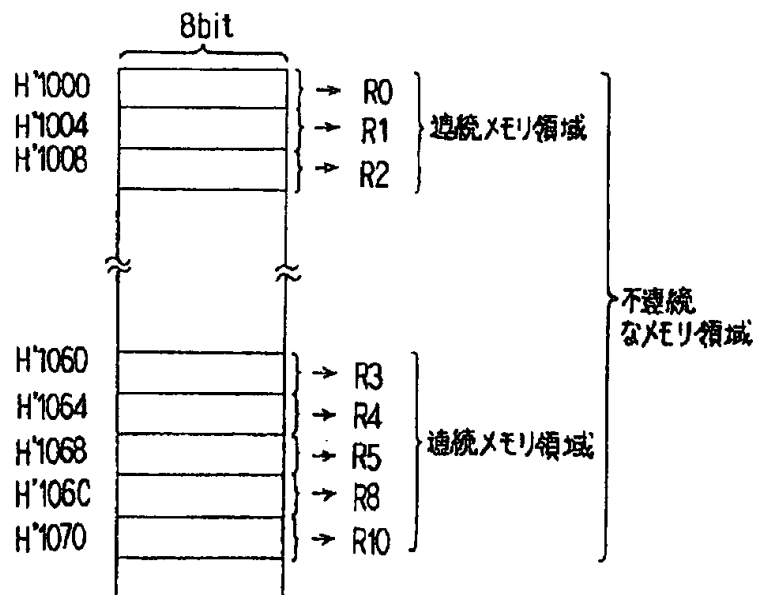 8bit
H'1000 → R0
H'1004 → R1
H'1008 → R2
連続メモリ領域
H'1060 → R3
H'1064 → R4
H'1068 → R5
H'106C → R8
H'1070 → R10
連続メモリ領域
不連続
なメモリ領域